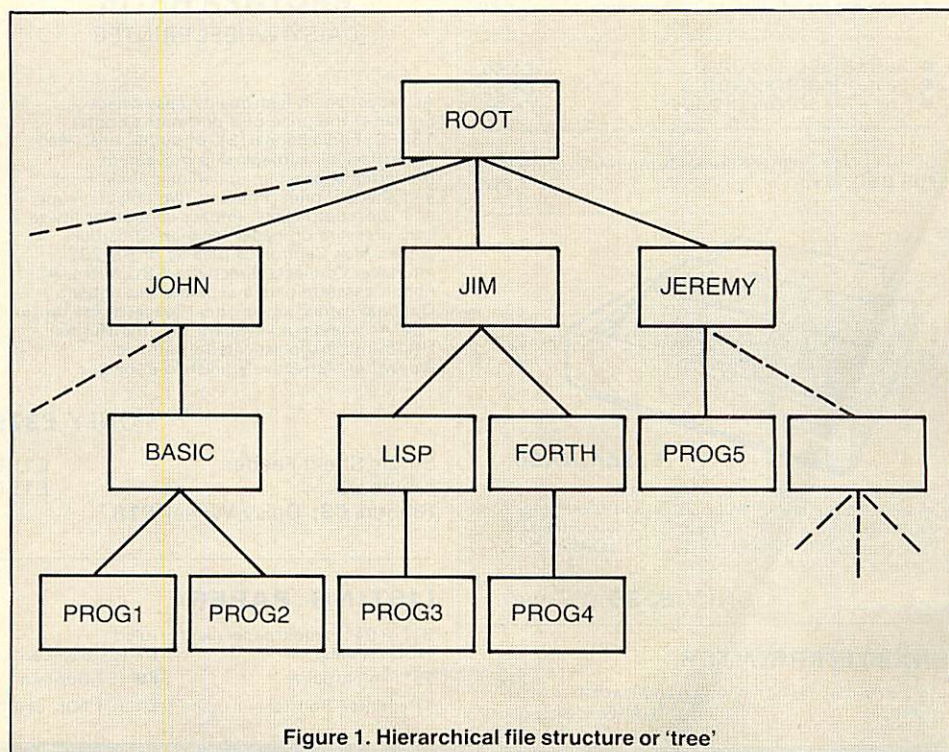 ROOT
JOHN JIM JEREMY
BASIC LISP FORTH PROG5
PROG1 PROG2 PROG3 PROG4
Figure 1. Hierarchical file structure or ‘tree’